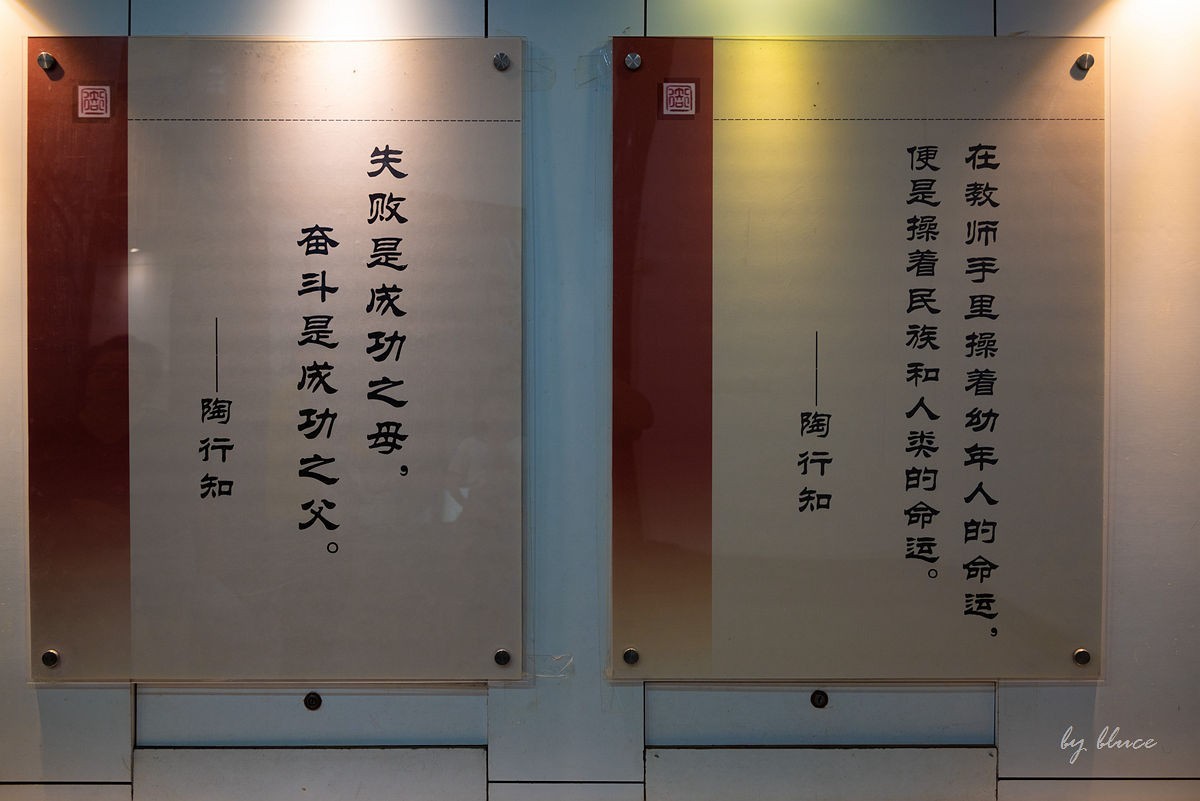 失败是成功之母，
奋斗是成功之父。
——陶行知
在教师手里操着幼年人的命运，
便是操着民族和人类的命运。
——陶行知
by bluce